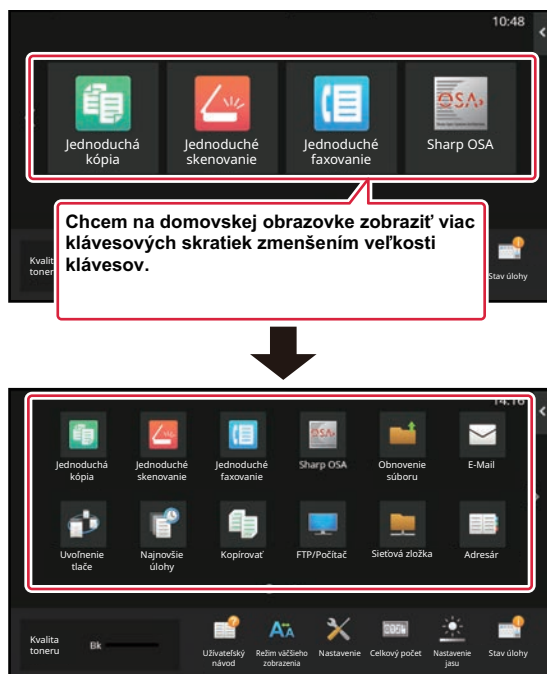 10:48
Jednoduchá
kópia
Jednoduché
skenovanie
Jednoduché
faxovanie
OSA
Sharp OSA
Chcem na domovskej obrazovke zobraziť viac
klávesových skratiek zmenšením veľkosti
klávesov.
Stav úlohy
OSA
Jednoduchá
kópia
Jednoduché
skenovanie
Jednoduché
faxovanie
Sharp OSA
Obnovenie
súboru
E-Mail
Uvoľnenie
tlače
Najnovšie
úlohy
Kopírovať
FTP/Počítač
Sieťová zložka
Adresár
Kvalita
toneru
Bk
Užívateľský
návod
Režim väčšieho
zobrazenia
Nastavenie
Celkový počet
Nastavenie
jasu
Stav úlohy